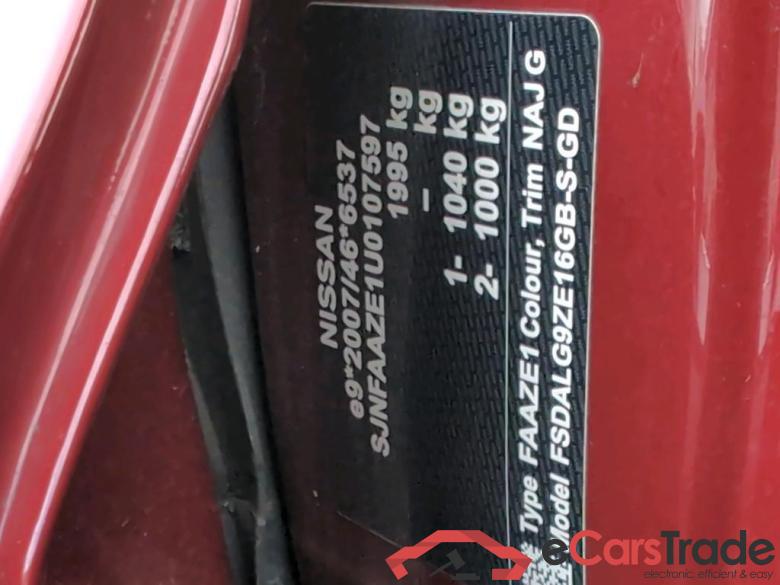 NISSAN
e9*2007/46*6537
SJNFAAZE1U0107597
1995 kg
– kg
1- 1040 kg
2- 1000 kg
Type FAAZE1 Colour, Trim NAJ G
Model FSDALG9ZE16GB-S-GD
eCarsTrade
electronic, efficient & easy